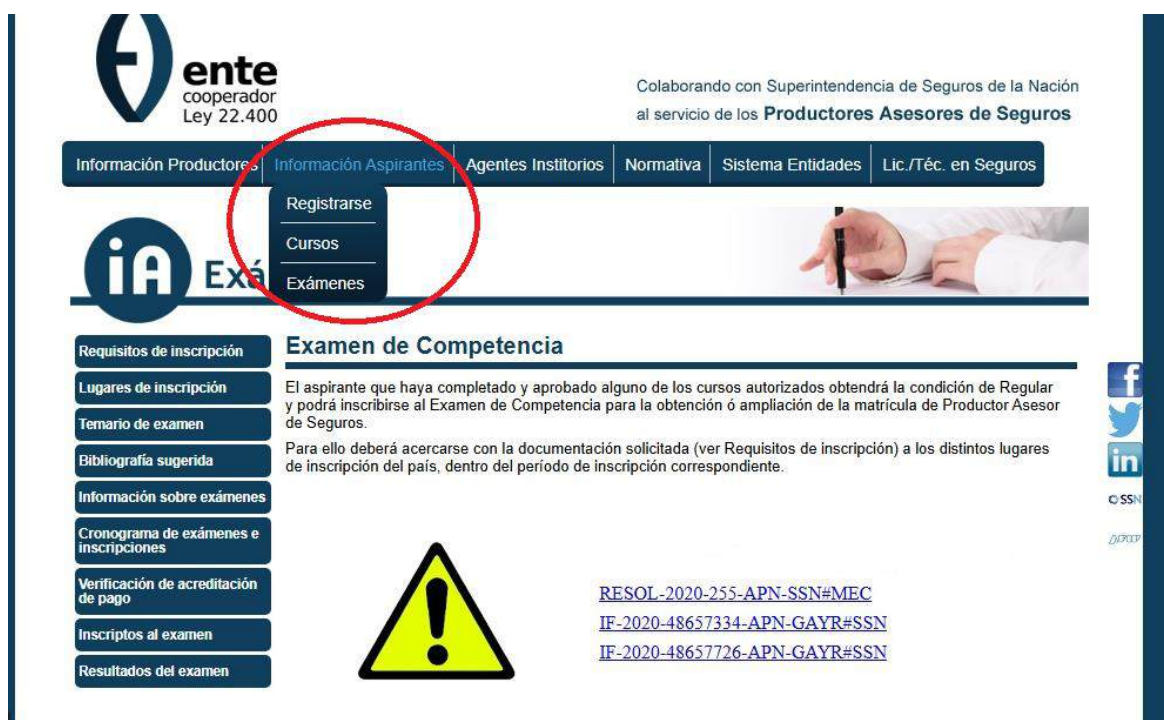 ente
cooperador
Ley 22.400
Colaborando con Superintendencia de Seguros de la Nación
al servicio de los Productores Asesores de Seguros
Información Productores
Información Aspirantes
Agentes Institorios
Normativa
Sistema Entidades
Lic./Téc. en Seguros
Registrarse
Cursos
Exámenes
iA Exá
Requisitos de inscripción
Lugares de inscripción
Temario de examen
Bibliografía sugerida
Información sobre exámenes
Cronograma de exámenes e
inscripciones
Verificación de acreditación
de pago
Inscriptos al examen
Resultados del examen
Examen de Competencia
El aspirante que haya completado y aprobado alguno de los cursos autorizados obtendrá la condición de Regular
y podrá inscribirse al Examen de Competencia para la obtención ó ampliación de la matrícula de Productor Asesor
de Seguros.
Para ello deberá acercarse con la documentación solicitada (ver Requisitos de inscripción) a los distintos lugares
de inscripción del país, dentro del período de inscripción correspondiente.
RESOL-2020-255-APN-SSN#MEC
IF-2020-48657334-APN-GAYR#SSN
IF-2020-48657726-APN-GAYR#SSN
f
in
SSN